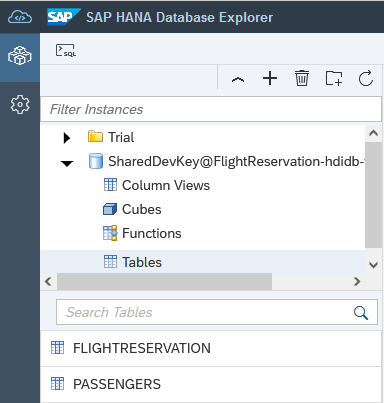 SAP SAP HANA Database Explorer
SQL
Filter Instances
Trial
SharedDevKey@FlightReservation-hdidb-
Column Views
Cubes
Functions
Tables
Search Tables
FLIGHTRESERVATION
PASSENGERS